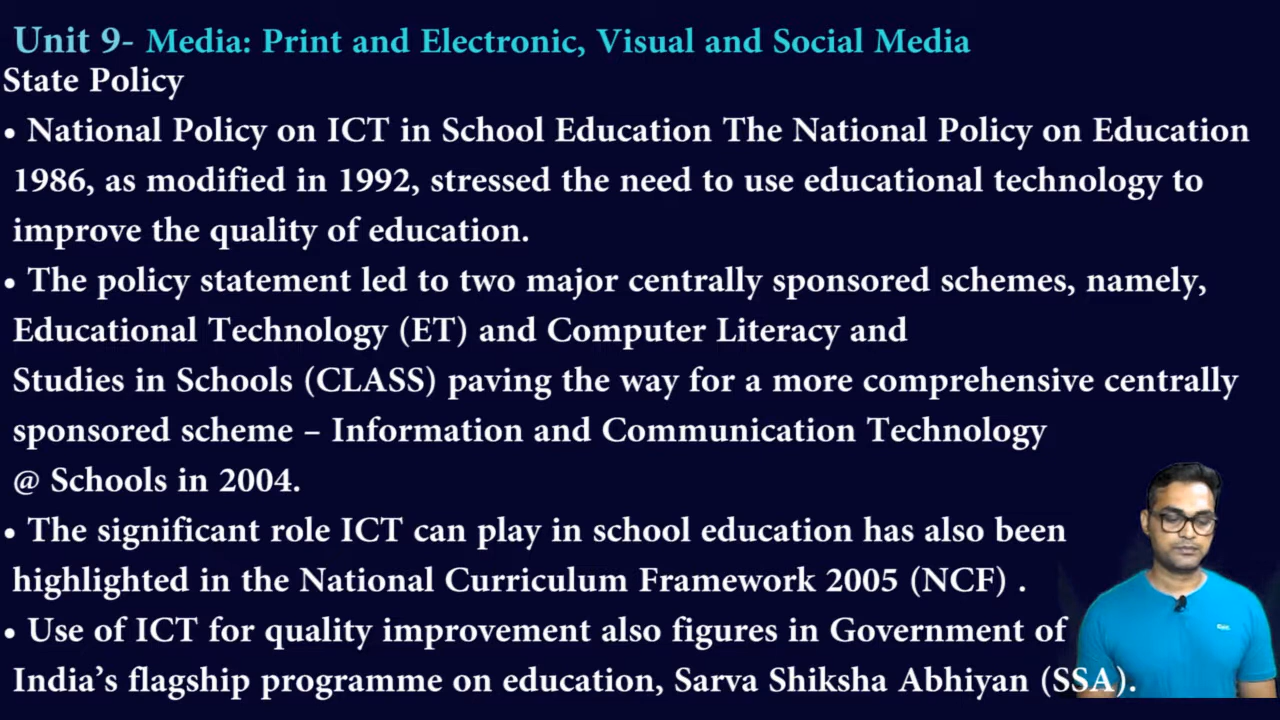 Unit 9- Media: Print and Electronic, Visual and Social Media
State Policy
• National Policy on ICT in School Education The National Policy on Education
1986, as modified in 1992, stressed the need to use educational technology to
improve the quality of education.
• The policy statement led to two major centrally sponsored schemes, namely,
Educational Technology (ET) and Computer Literacy and
Studies in Schools (CLASS) paving the way for a more comprehensive centrally
sponsored scheme – Information and Communication Technology
@ Schools in 2004.
• The significant role ICT can play in school education has also been
highlighted in the National Curriculum Framework 2005 (NCF) .
• Use of ICT for quality improvement also figures in Government of
India’s flagship programme on education, Sarva Shiksha Abhiyan (SSA).